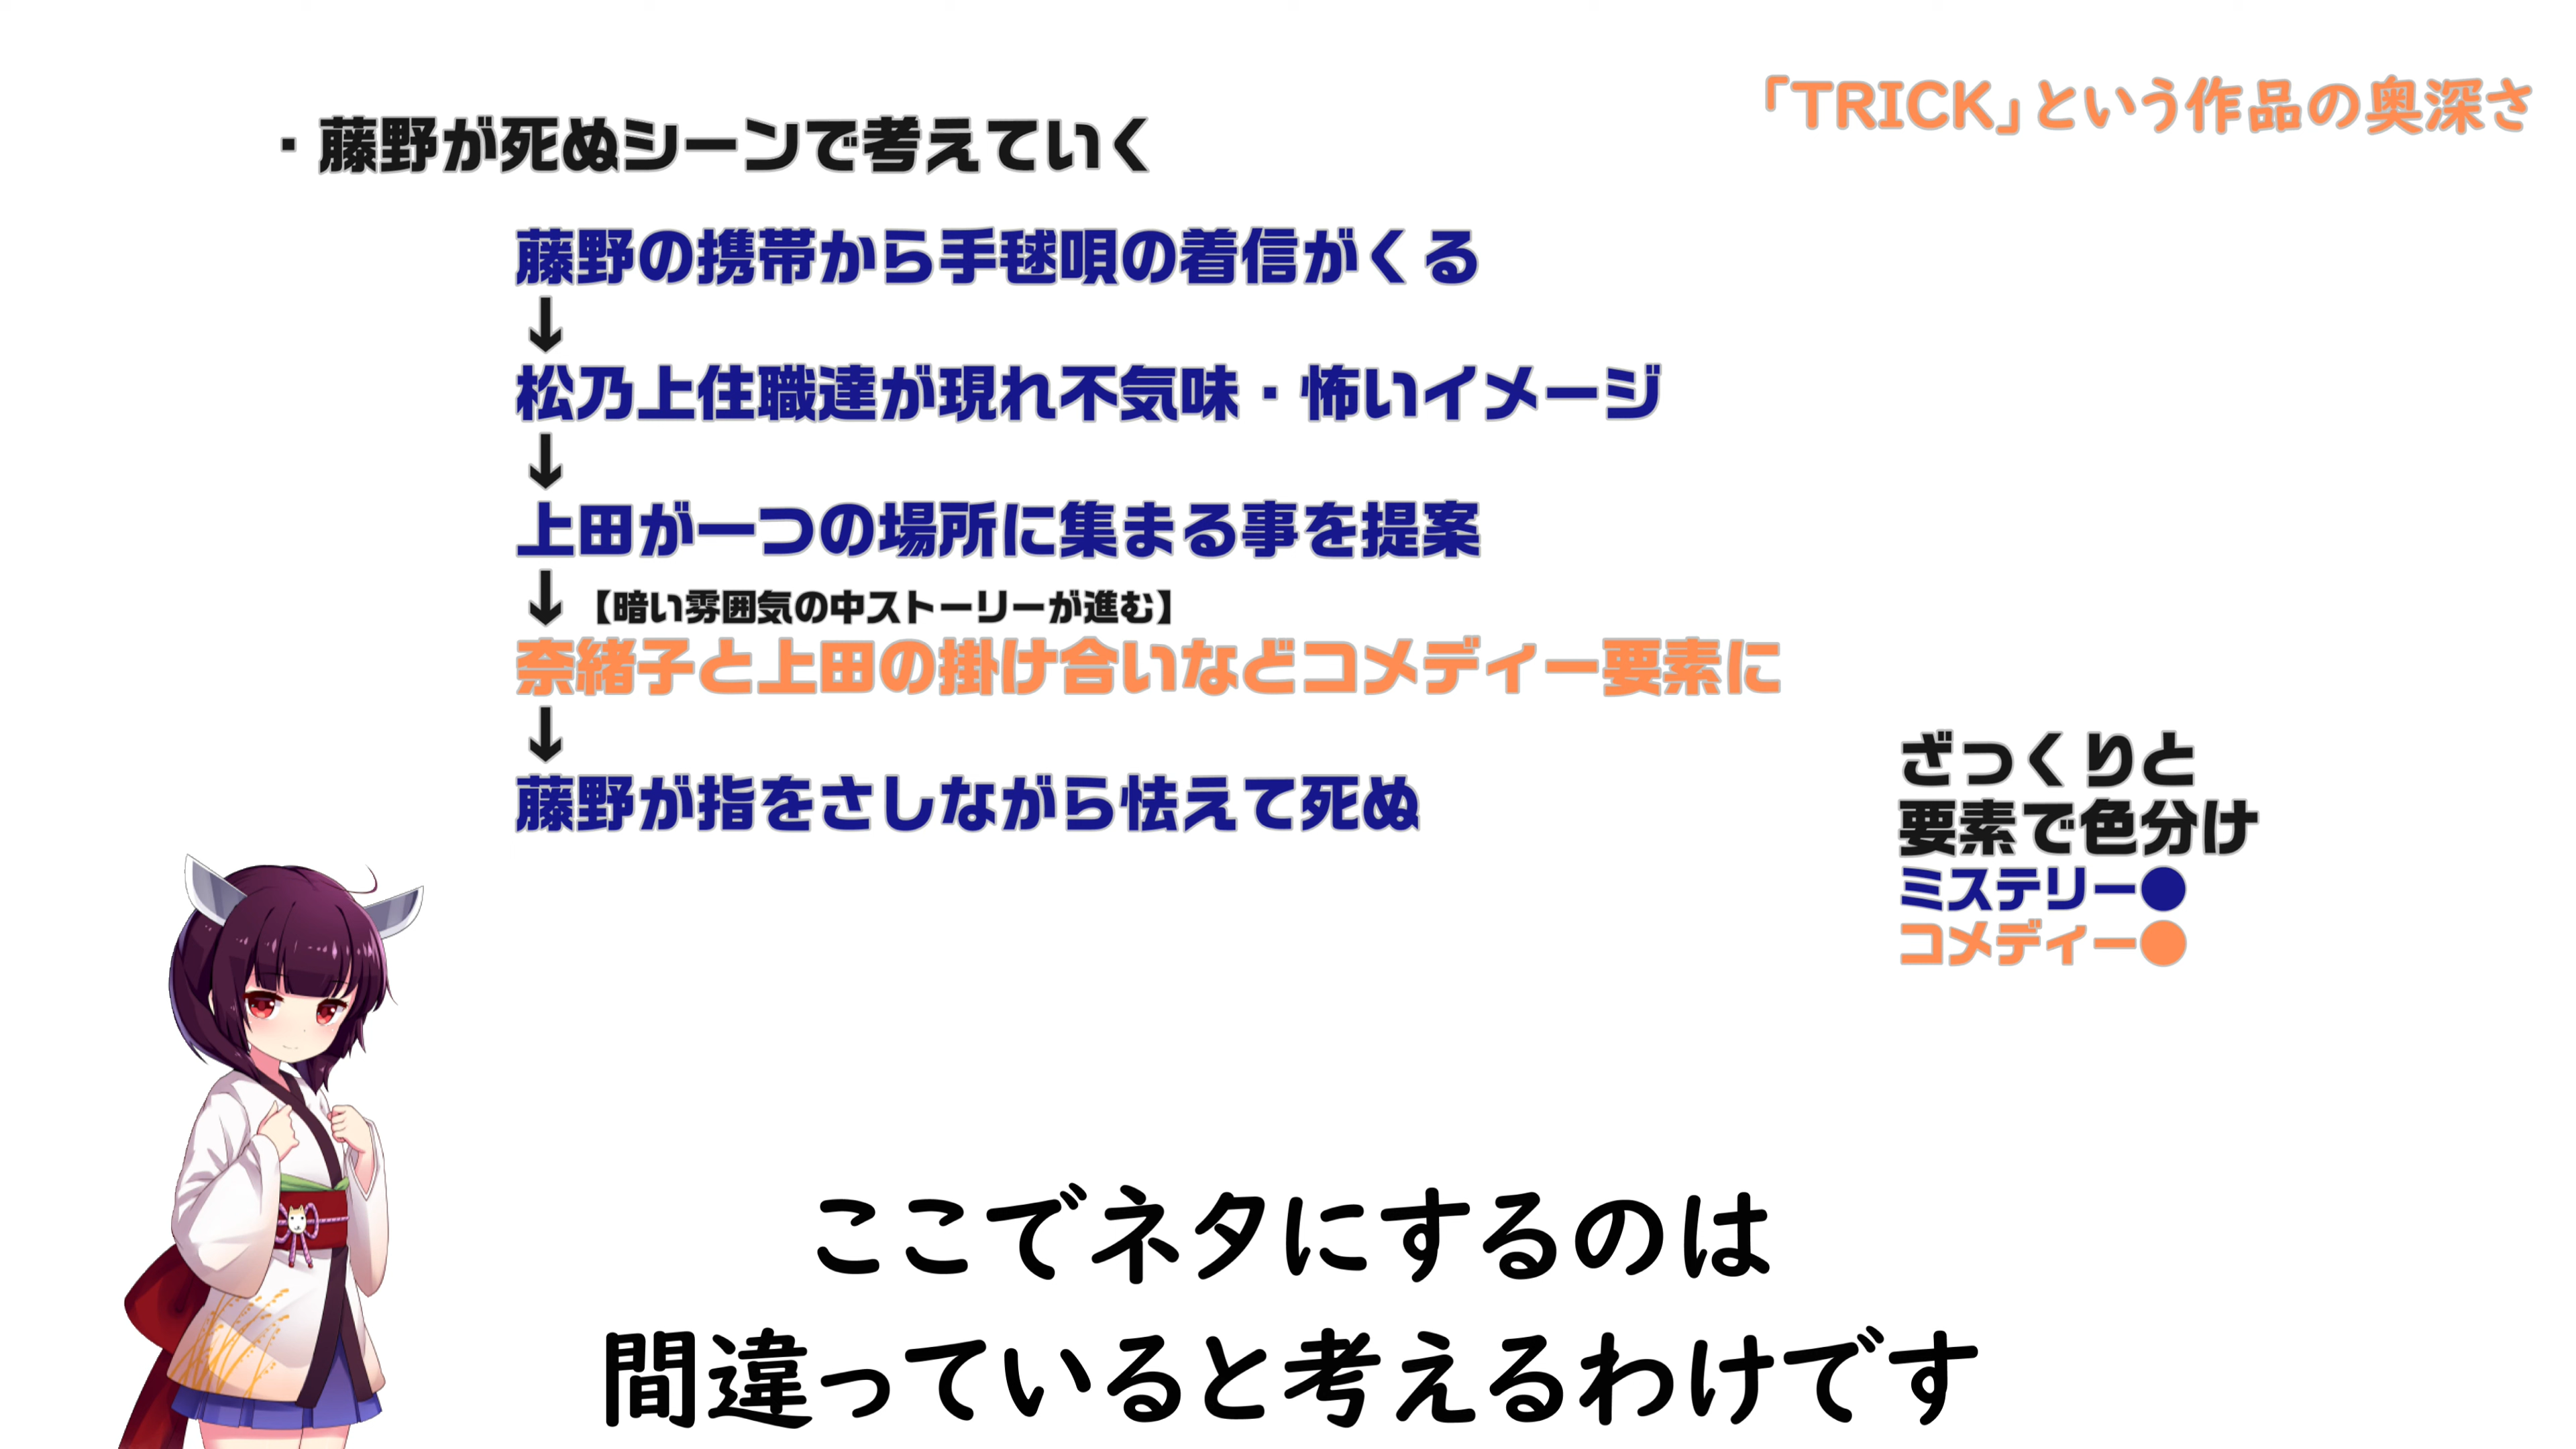 「TRICK」という作品の奥深さ
・藤野が死ぬシーンで考えていく
藤野の携帯から手毬唄の着信がくる
↓
松乃上住職達が現れ不気味・怖いイメージ
↓
上田が一つの場所に集まる事を提案
↓【暗い雰囲気の中ストーリーが進む】
奈緒子と上田の掛け合いなどコメディー要素に
↓
藤野が指をさしながら怯えて死ぬ
ざっくりと
要素で色分け
ミステリー●
コメディー●
ここでネタにするのは
間違っていると考えるわけです